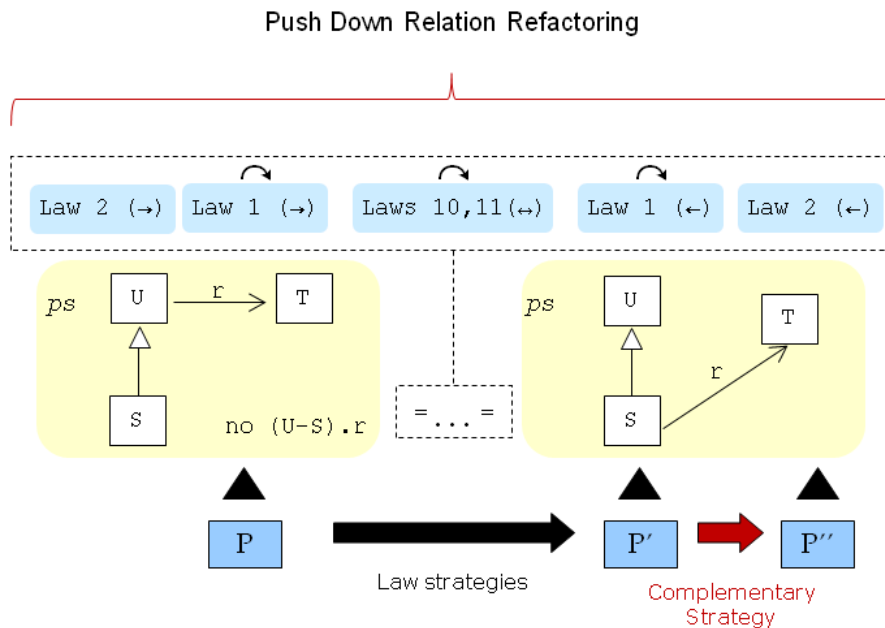 Push Down Relation Refactoring
Law 2 (→) Law 1 (→) Laws 10,11(↔) Law 1 (←) Law 2 (←)
ps U r T
S
no (U-S).r
=...=
ps U T
r
S
P P′ P′′
Law strategies
Complementary
Strategy